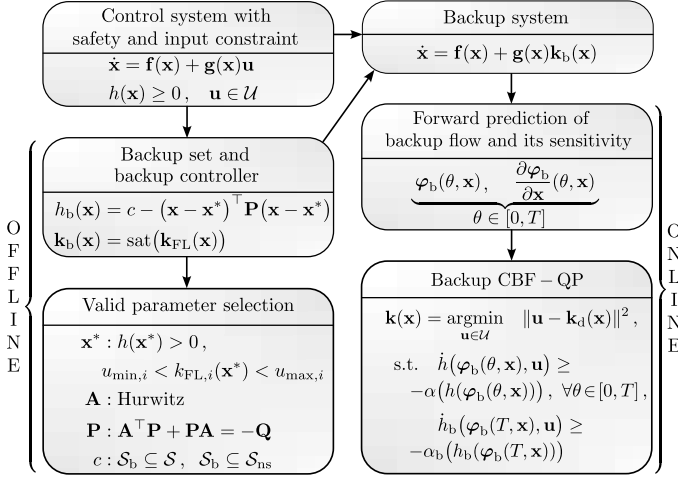 Control system with
safety and input constraint
ẋ = f(x) + g(x)u
h(x) ≥ 0 ,   u ∈ 𝒰
Backup set and
backup controller
h_b(x) = c − (x − x*)^⊤ P(x − x*)
k_b(x) = sat(k_FL(x))
Valid parameter selection
x* : h(x*) > 0 ,
u_min,i < k_FL,i(x*) < u_max,i
A : Hurwitz
P : A^⊤P + PA = −Q
c : 𝒮_b ⊆ 𝒮 ,  𝒮_b ⊆ 𝒮_ns
OFFLINE
Backup system
ẋ = f(x) + g(x)k_b(x)
Forward prediction of
backup flow and its sensitivity
φ_b(θ, x) ,   ∂φ_b/∂x (θ, x)
θ ∈ [0, T]
Backup CBF − QP
k(x) = argmin_{u∈𝒰}  ‖u − k_d(x)‖² ,
s.t.  ḣ(φ_b(θ, x), u) ≥
−α(h(φ_b(θ, x))) ,  ∀θ ∈ [0, T] ,
ḣ_b(φ_b(T, x), u) ≥
−α_b(h_b(φ_b(T, x)))
ONLINE